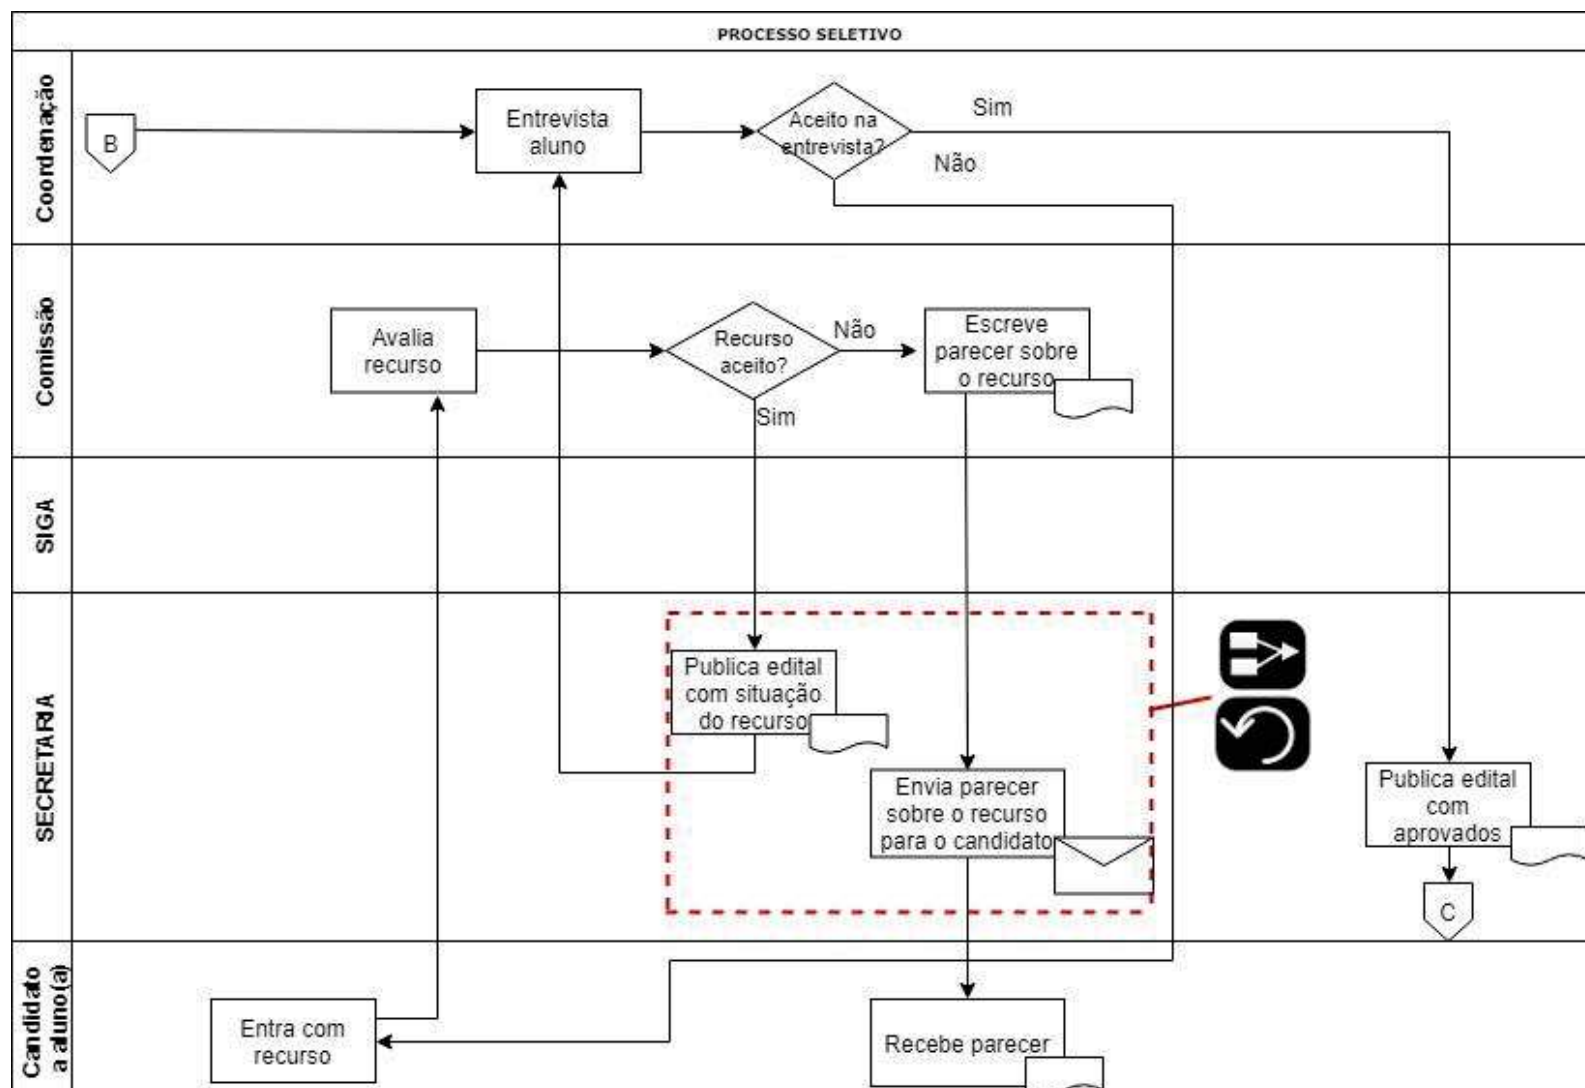 PROCESSO SELETIVO
Coordenação
B
Entrevista
aluno
Aceito na
entrevista?
Sim
Não
Comissão
Avalia
recurso
Recurso
aceito?
Não
Sim
Escreve
parecer sobre
o recurso
SIGA
SECRETARIA
Publica edital
com situação
do recurso
Envia parecer
sobre o recurso
para o candidato
Publica edital
com
aprovados
C
Candidato
a aluno(a)
Entra com
recurso
Recebe parecer